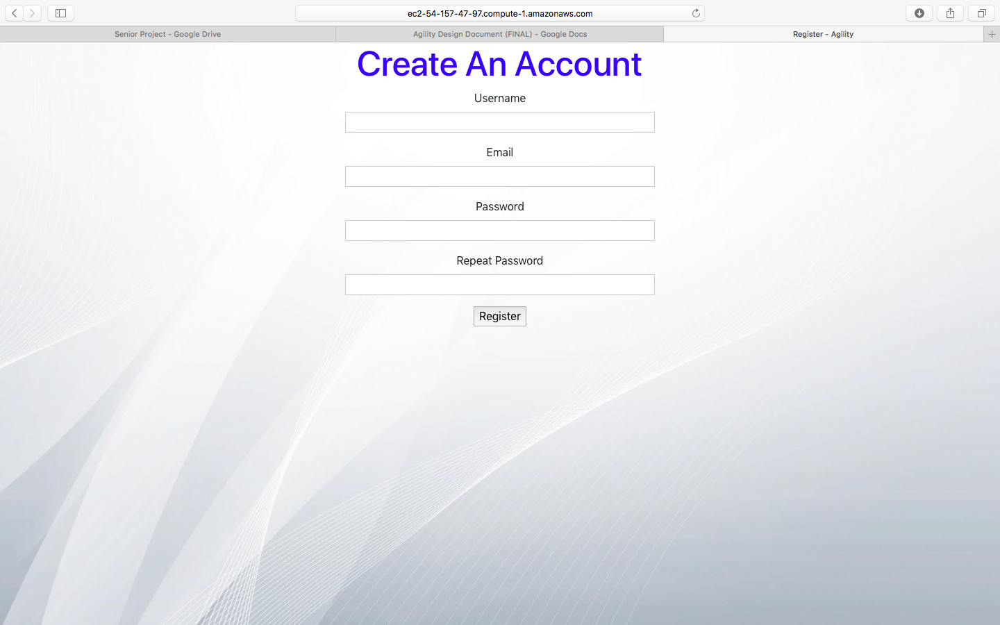 ec2-54-157-47-97.compute-1.amazonaws.com
Senior Project - Google Drive
Agility Design Document (FINAL) - Google Docs
Register - Agility
Create An Account
Username
Email
Password
Repeat Password
Register